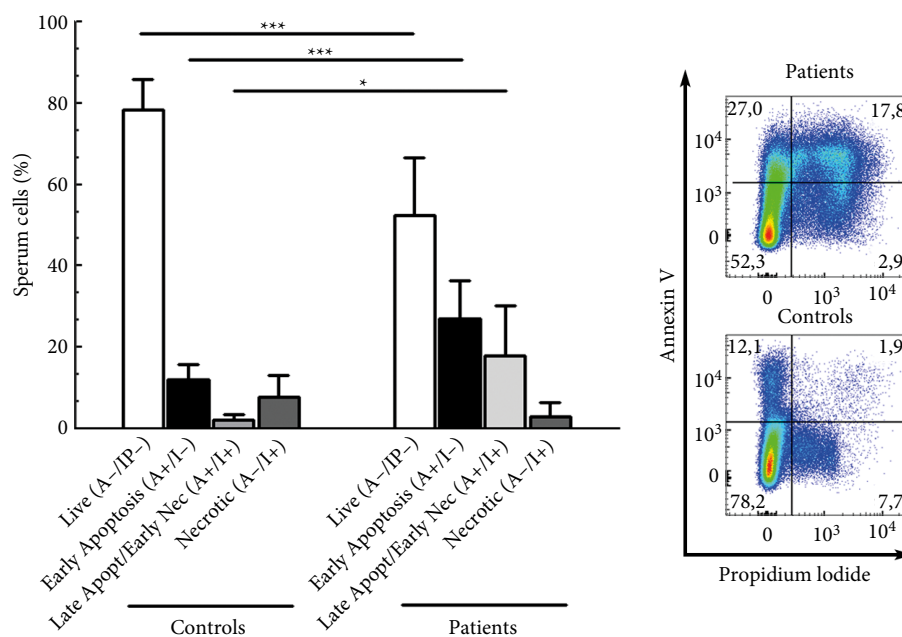 100
80
60
40
20
0
Sperum cells (%)
***
***
*
Live (A−/IP−)
Early Apoptosis (A+/I−)
Late Apopt/Early Nec (A+/I+)
Necrotic (A−/I+)
Live (A−/IP−)
Early Apoptosis (A+/I−)
Late Apopt/Early Nec (A+/I+)
Necrotic (A−/I+)
Controls
Patients
Annexin V
Patients
27,0 17,8
10⁴
10³
0
52,3 2,9
0 10³ 10⁴
Controls
12,1 1,9
10⁴
10³
0
78,2 7,7
0 10³ 10⁴
Propidium lodide